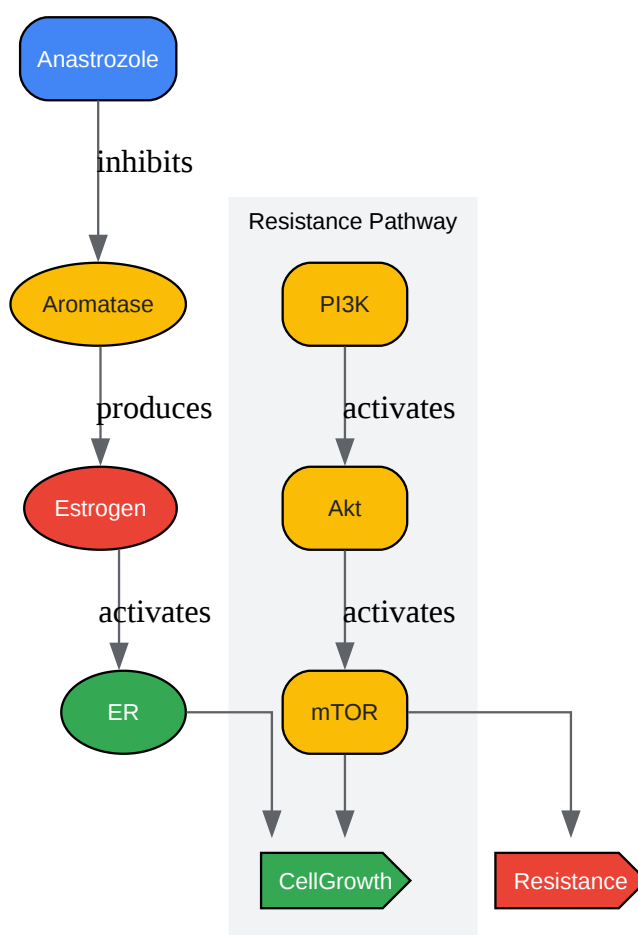 Anastrozole
inhibits
Resistance Pathway
Aromatase
PI3K
produces
activates
Estrogen
Akt
activates
activates
ER
mTOR
CellGrowth
Resistance